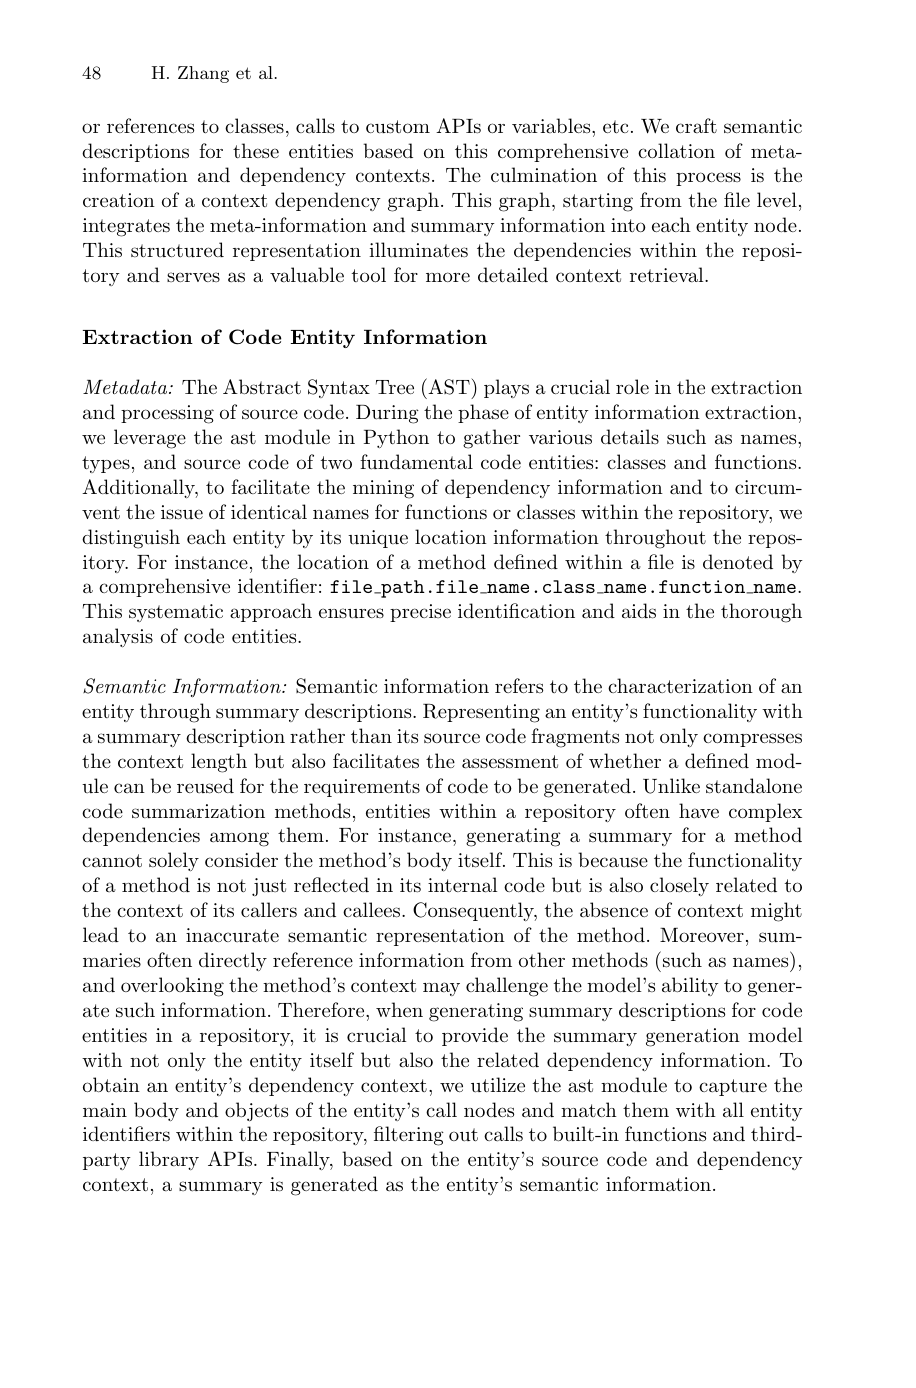 48 H. Zhang et al.
or references to classes, calls to custom APIs or variables, etc. We craft semantic
descriptions for these entities based on this comprehensive collation of meta-
information and dependency contexts. The culmination of this process is the
creation of a context dependency graph. This graph, starting from the file level,
integrates the meta-information and summary information into each entity node.
This structured representation illuminates the dependencies within the reposi-
tory and serves as a valuable tool for more detailed context retrieval.
Extraction of Code Entity Information
Metadata: The Abstract Syntax Tree (AST) plays a crucial role in the extraction
and processing of source code. During the phase of entity information extraction,
we leverage the ast module in Python to gather various details such as names,
types, and source code of two fundamental code entities: classes and functions.
Additionally, to facilitate the mining of dependency information and to circum-
vent the issue of identical names for functions or classes within the repository, we
distinguish each entity by its unique location information throughout the repos-
itory. For instance, the location of a method defined within a file is denoted by
a comprehensive identifier: file_path.file_name.class_name.function_name.
This systematic approach ensures precise identification and aids in the thorough
analysis of code entities.
Semantic Information: Semantic information refers to the characterization of an
entity through summary descriptions. Representing an entity's functionality with
a summary description rather than its source code fragments not only compresses
the context length but also facilitates the assessment of whether a defined mod-
ule can be reused for the requirements of code to be generated. Unlike standalone
code summarization methods, entities within a repository often have complex
dependencies among them. For instance, generating a summary for a method
cannot solely consider the method's body itself. This is because the functionality
of a method is not just reflected in its internal code but is also closely related to
the context of its callers and callees. Consequently, the absence of context might
lead to an inaccurate semantic representation of the method. Moreover, sum-
maries often directly reference information from other methods (such as names),
and overlooking the method's context may challenge the model's ability to gener-
ate such information. Therefore, when generating summary descriptions for code
entities in a repository, it is crucial to provide the summary generation model
with not only the entity itself but also the related dependency information. To
obtain an entity's dependency context, we utilize the ast module to capture the
main body and objects of the entity's call nodes and match them with all entity
identifiers within the repository, filtering out calls to built-in functions and third-
party library APIs. Finally, based on the entity's source code and dependency
context, a summary is generated as the entity's semantic information.